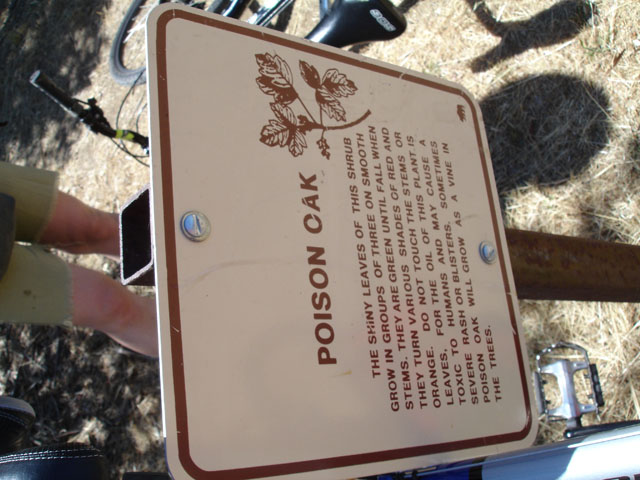 POISON OAK
THE SHINY LEAVES OF THIS SHRUB
GROW IN GROUPS OF THREE ON SMOOTH
STEMS. THEY ARE GREEN UNTIL FALL WHEN
THEY TURN VARIOUS SHADES OF RED AND
ORANGE. DO NOT TOUCH THE STEMS OR
LEAVES, FOR THE OIL OF THIS PLANT IS
TOXIC TO HUMANS AND MAY CAUSE A
SEVERE RASH OR BLISTERS. SOMETIMES
POISON OAK WILL GROW AS A VINE IN
THE TREES.